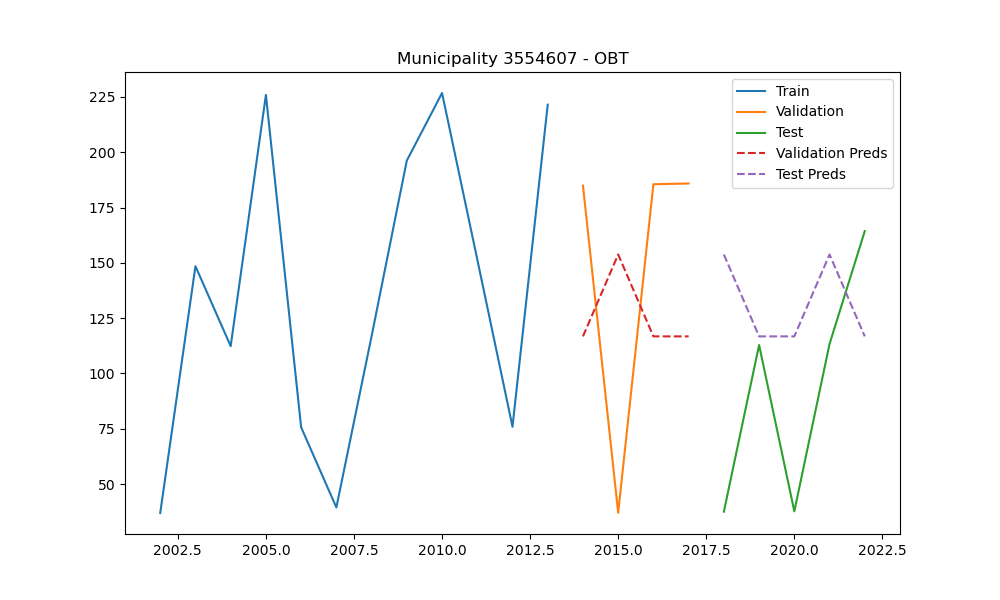 Municipality 3554607 - OBT
Train
Validation
Test
Validation Preds
Test Preds
225
200
175
150
125
100
75
50
2002.5 2005.0 2007.5 2010.0 2012.5 2015.0 2017.5 2020.0 2022.5